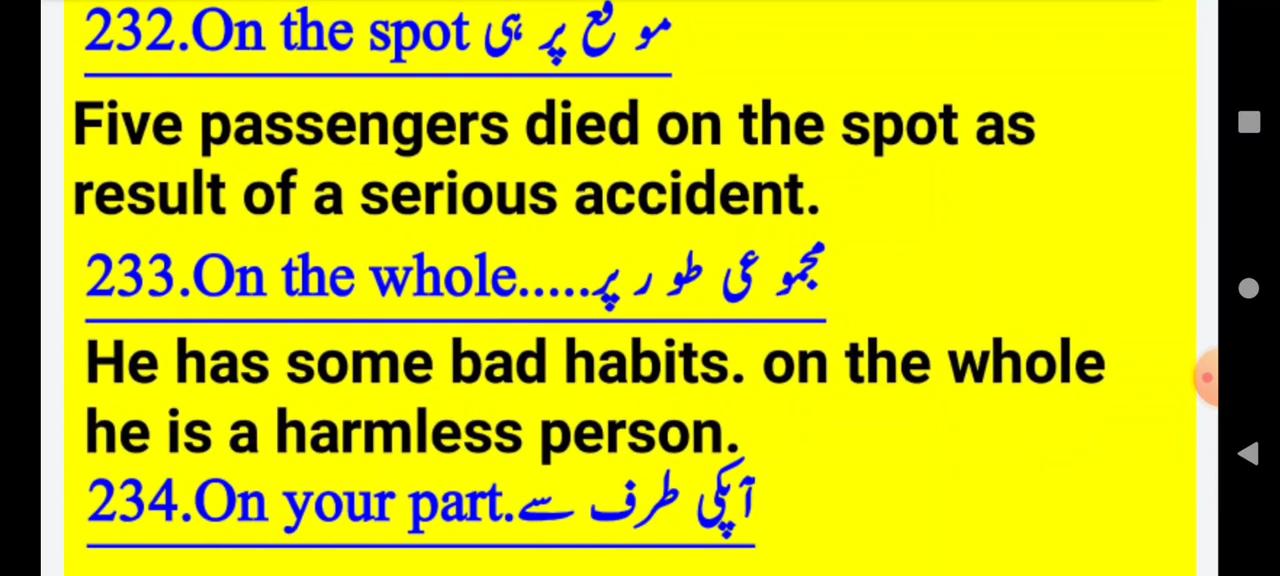 232.On the spot موقع پر ہی
Five passengers died on the spot as
result of a serious accident.
233.On the whole.....مجموعی طور پر
He has some bad habits. on the whole
he is a harmless person.
234.On your part.آپکی طرف سے